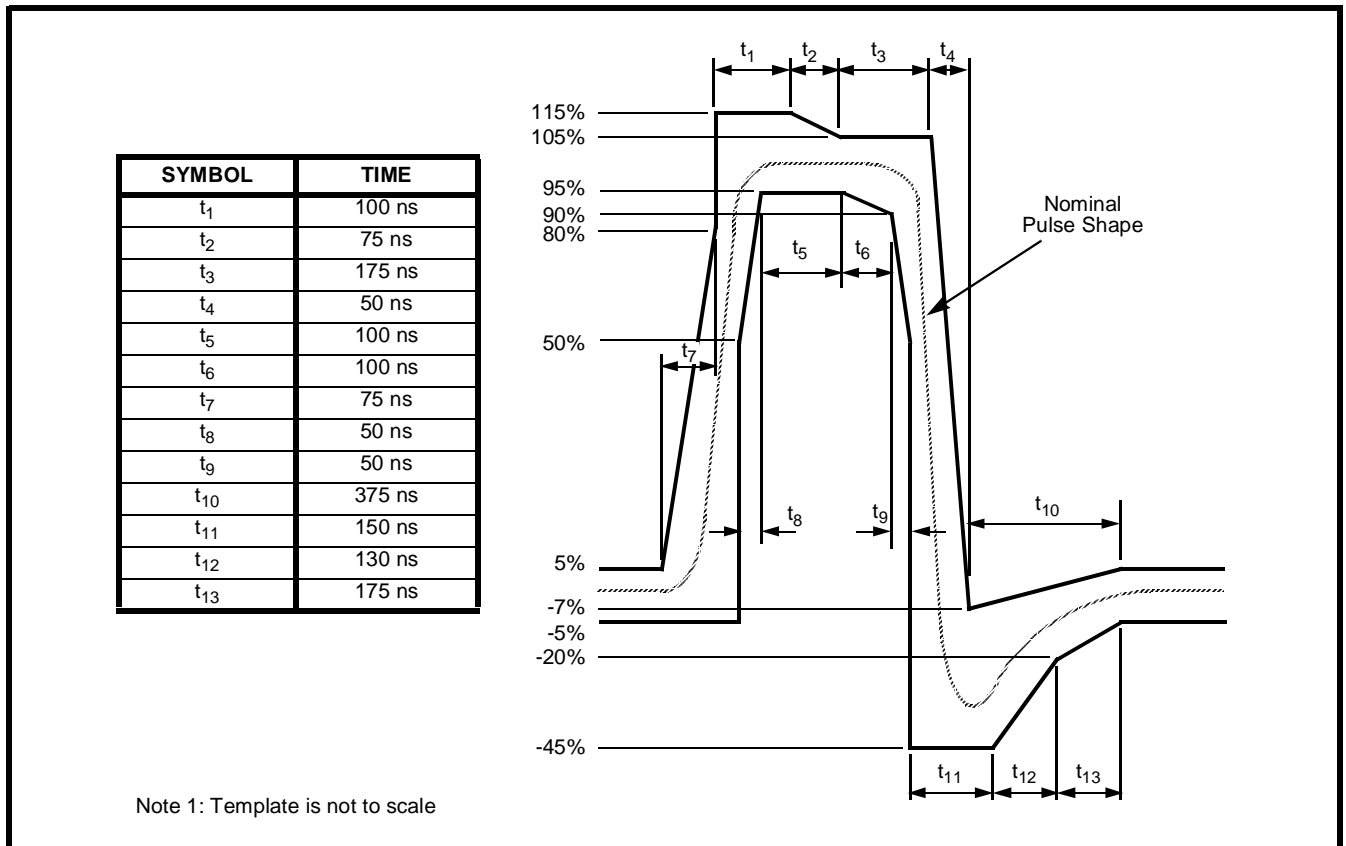 SYMBOL TIME
t1 100 ns
t2 75 ns
t3 175 ns
t4 50 ns
t5 100 ns
t6 100 ns
t7 75 ns
t8 50 ns
t9 50 ns
t10 375 ns
t11 150 ns
t12 130 ns
t13 175 ns
Note 1: Template is not to scale
t1 t2 t3 t4
115%
105%
95%
90%
80%
50%
5%
-7%
-5%
-20%
-45%
Nominal
Pulse Shape
t5 t6
t7
t8 t9
t10
t11 t12 t13